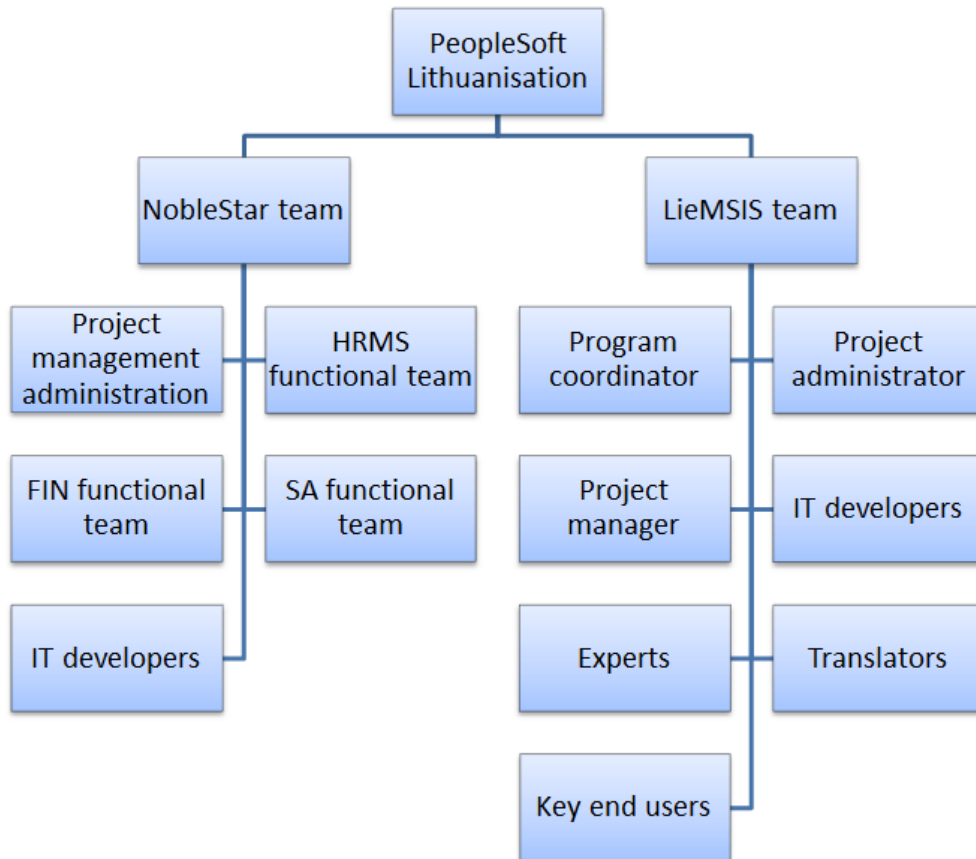 PeopleSoft
Lithuanisation
NobleStar team
LieMSIS team
Project
management
administration
HRMS
functional team
Program
coordinator
Project
administrator
FIN functional
team
SA functional
team
Project
manager
IT developers
IT developers
Experts
Translators
Key end users